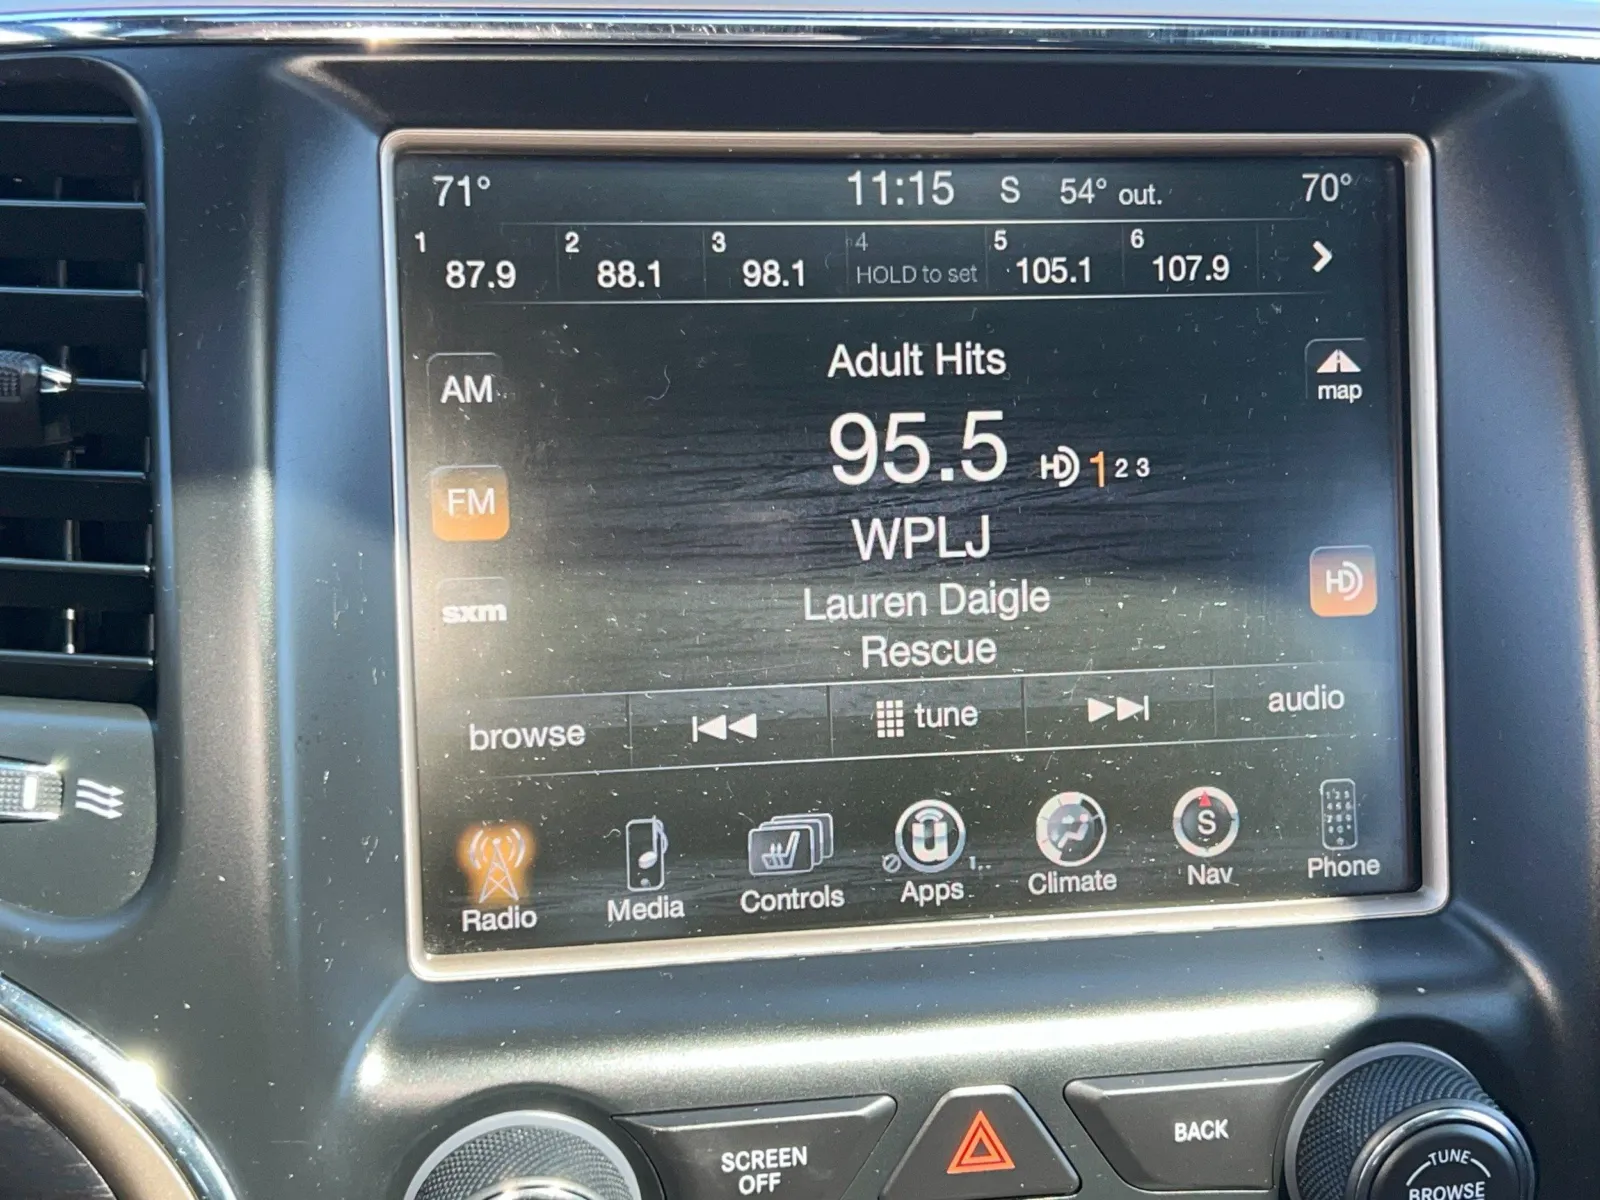 71° 11:15 S 54° out. 70°
1 87.9 2 88.1 3 98.1 4 HOLD to set 5 105.1 6 107.9
Adult Hits
AM
map
95.5 HD 1 2 3
FM
WPLJ
HD
Lauren Daigle
sxm
Rescue
browse tune audio
S
Radio Media Controls Apps Climate Nav Phone
SCREEN
OFF
BACK
TUNE
BROWSE